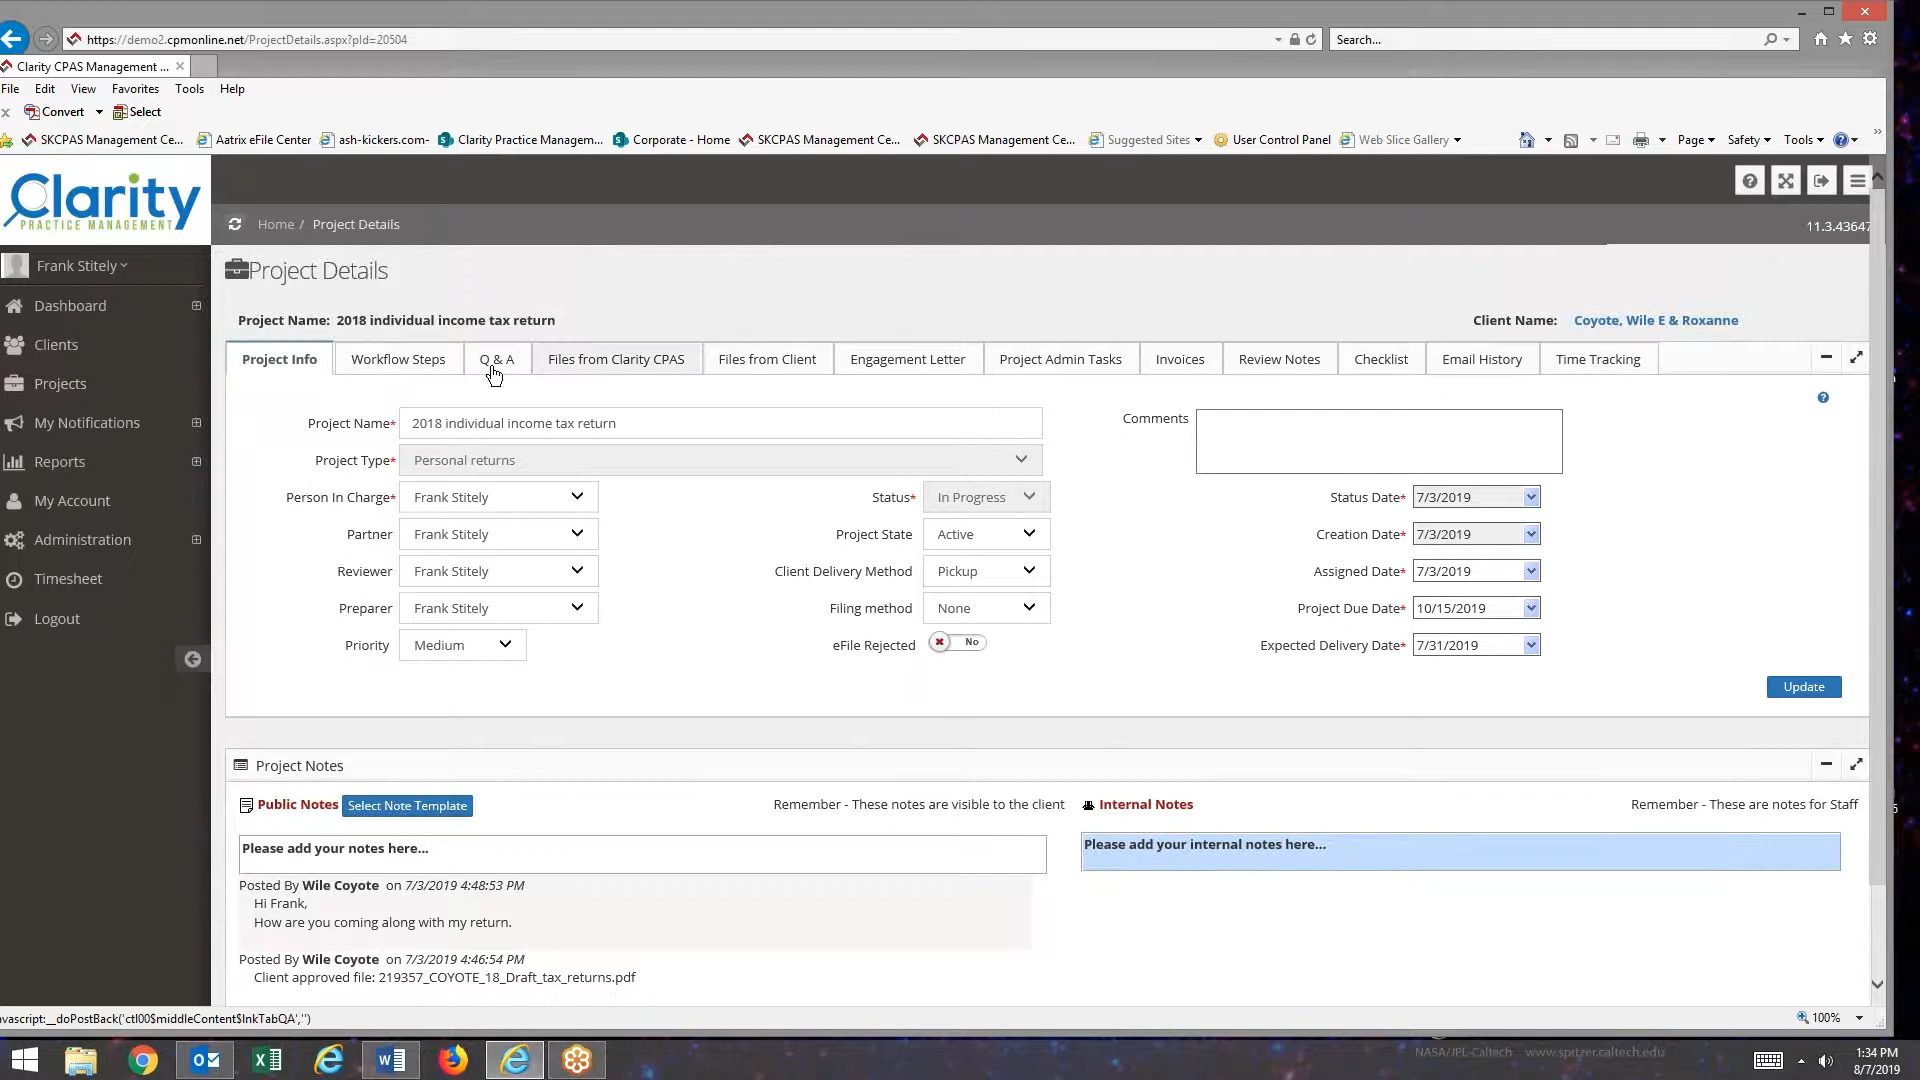 https://demo2.cpmonline.net/ProjectDetails.aspx?pId=20504
Search...
Clarity CPAS Management ...
File Edit View Favorites Tools Help
Convert Select
SKCPAS Management Ce... Aatrix eFile Center ash-kickers.com- Clarity Practice Managem... Corporate - Home SKCPAS Management Ce... SKCPAS Management Ce... Suggested Sites User Control Panel Web Slice Gallery Page Safety Tools
Clarity
PRACTICE MANAGEMENT
Home / Project Details
11.3.43647
Frank Stitely
Dashboard
Clients
Projects
My Notifications
Reports
My Account
Administration
Timesheet
Logout
Project Details
Project Name: 2018 individual income tax return
Client Name: Coyote, Wile E & Roxanne
Project Info Workflow Steps Q & A Files from Clarity CPAS Files from Client Engagement Letter Project Admin Tasks Invoices Review Notes Checklist Email History Time Tracking
Project Name* 2018 individual income tax return
Comments
Project Type* Personal returns
Person In Charge* Frank Stitely Status* In Progress Status Date* 7/3/2019
Partner Frank Stitely Project State Active Creation Date* 7/3/2019
Reviewer Frank Stitely Client Delivery Method Pickup Assigned Date* 7/3/2019
Preparer Frank Stitely Filing method None Project Due Date* 10/15/2019
Priority Medium eFile Rejected No Expected Delivery Date* 7/31/2019
Update
Project Notes
Public Notes Select Note Template Remember - These notes are visible to the client
Internal Notes Remember - These are notes for Staff
Please add your notes here...
Please add your internal notes here...
Posted By Wile Coyote on 7/3/2019 4:48:53 PM
Hi Frank,
How are you coming along with my return.
Posted By Wile Coyote on 7/3/2019 4:46:54 PM
Client approved file: 219357_COYOTE_18_Draft_tax_returns.pdf
avascript:__doPostBack('ctl00$middleContent$lnkTabQA','')
100%
NASA/JPL-Caltech www.spitzer.caltech.edu
1:34 PM
8/7/2019